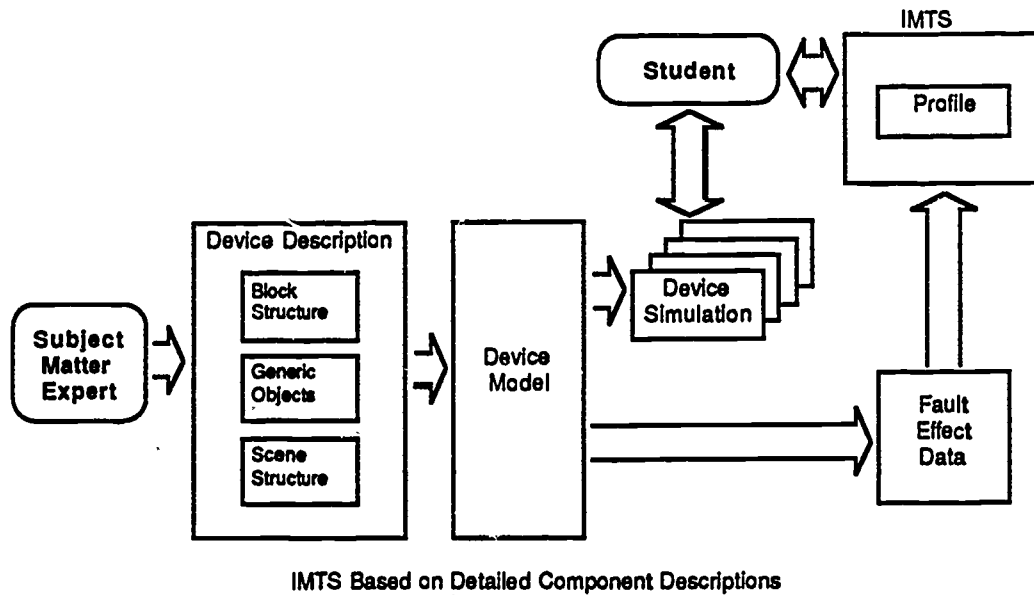 IMTS
Student
Profile
Device Description
Block
Structure
Generic
Objects
Scene
Structure
Subject
Matter
Expert
Device
Model
Device
Simulation
Fault
Effect
Data
IMTS Based on Detailed Component Descriptions